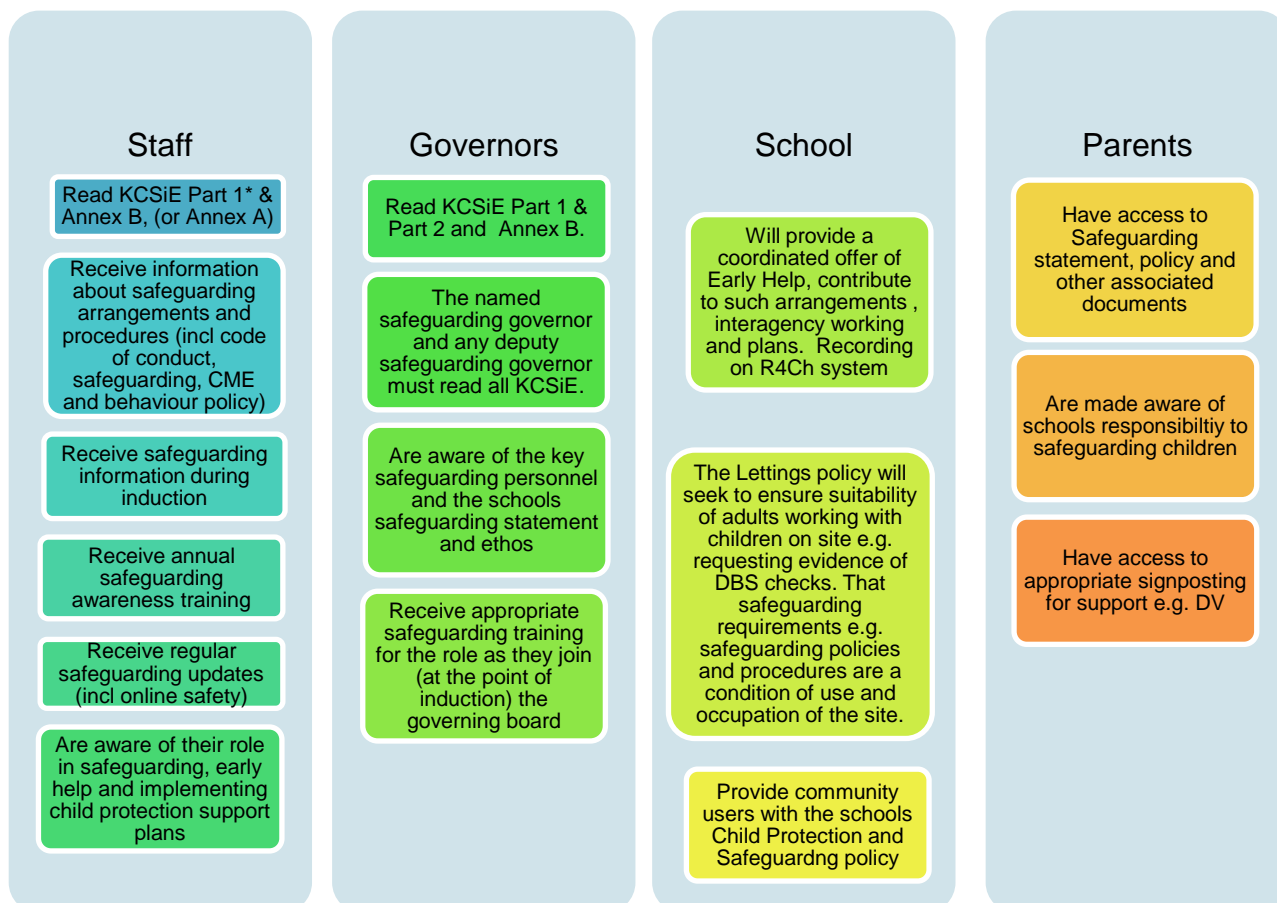 Staff
Read KCSiE Part 1* &
Annex B, (or Annex A)
Receive information
about safeguarding
arrangements and
procedures (incl code of
conduct,
safeguarding, CME
and behaviour policy)
Receive safeguarding
information during
induction
Receive annual
safeguarding
awareness training
Receive regular
safeguarding updates
(incl online safety)
Are aware of their role
in safeguarding, early
help and implementing
child protection support
plans
Governors
Read KCSiE Part 1 &
Part 2 and  Annex B.
The named
safeguarding governor
and any deputy
safeguarding governor
must read all KCSiE.
Are aware of the key
safeguarding personnel
and the schools
safeguarding statement
and ethos
Receive appropriate
safeguarding training
for the role as they join
(at the point of
induction) the
governing board
School
Will provide a
coordinated offer of
Early Help, contribute
to such arrangements ,
interagency working
and plans.  Recording
on R4Ch system
The Lettings policy will
seek to ensure suitability
of adults working with
children on site e.g.
requesting evidence of
DBS checks. That
safeguarding
requirements e.g.
safeguarding policies
and procedures are a
condition of use and
occupation of the site.
Provide community
users with the schools
Child Protection and
Safeguardng policy
Parents
Have access to
Safeguarding
statement, policy and
other associated
documents
Are made aware of
schools responsibiltiy to
safeguarding children
Have access to
appropriate signposting
for support e.g. DV